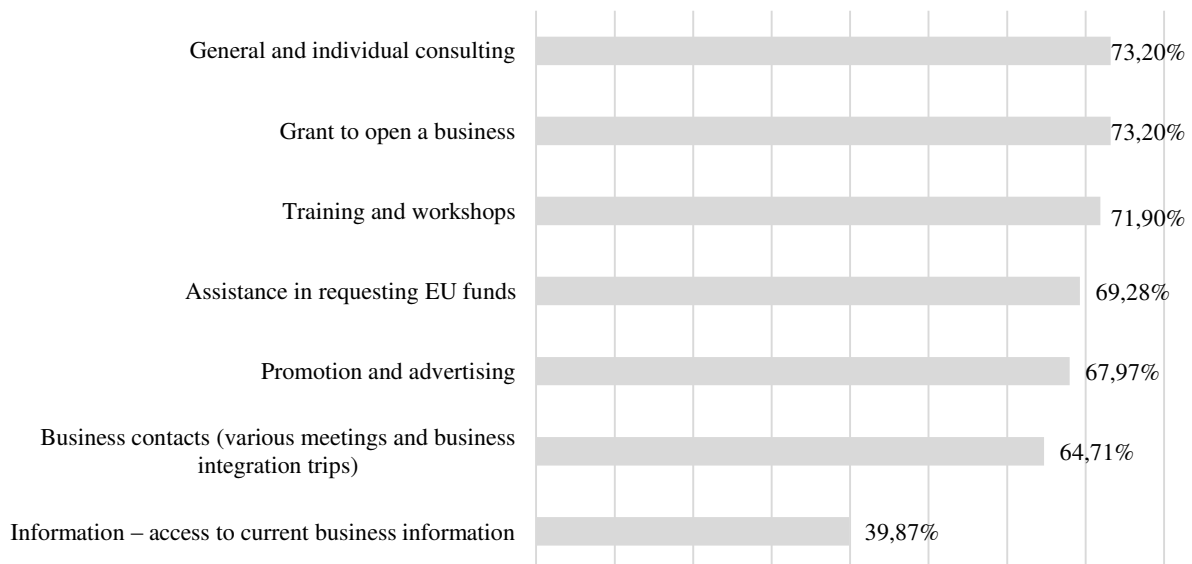 General and individual consulting
73,20%
Grant to open a business
73,20%
Training and workshops
71,90%
Assistance in requesting EU funds
69,28%
Promotion and advertising
67,97%
Business contacts (various meetings and business
integration trips)
64,71%
Information – access to current business information
39,87%